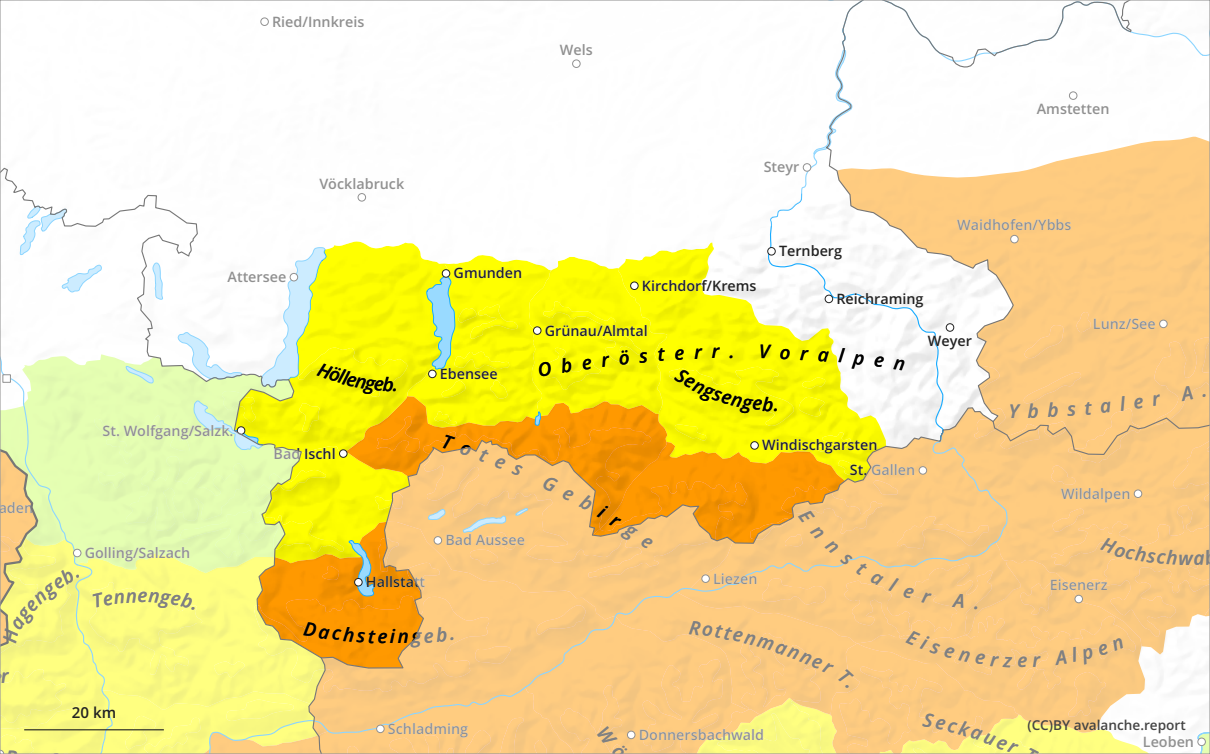 Ried/Innkreis
Wels
Amstetten
Steyr
Vöcklabruck
Waidhofen/Ybbs
Ternberg
Attersee
Gmunden
Kirchdorf/Krems
Reichraming
Lunz/See
Grünau/Almtal
Weyer
Oberösterr. Voralpen
Höllengeb.
Ebensee
Sengsengeb.
Ybbstaler A.
St. Wolfgang/Salzk.
Bad Ischl
Totes Gebirge
Windischgarsten
St. Gallen
Wildalpen
aden
Bad Aussee
Ennstaler A.
Golling/Salzach
Hochschwab
Hagengeb.
Tennengeb.
Hallstatt
Liezen
Eisenerz
Dachsteingeb.
Rottenmanner T.
Eisenerzer Alpen
r
20 km
Schladming
Wö
Donnersbachwald
Seckauer T
(CC)BY avalanche.report
Leoben